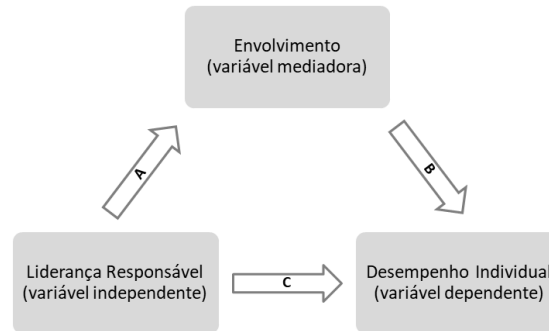 Envolvimento
(variável mediadora)
A
B
Liderança Responsável
(variável independente)
C
Desempenho Individual
(variável dependente)